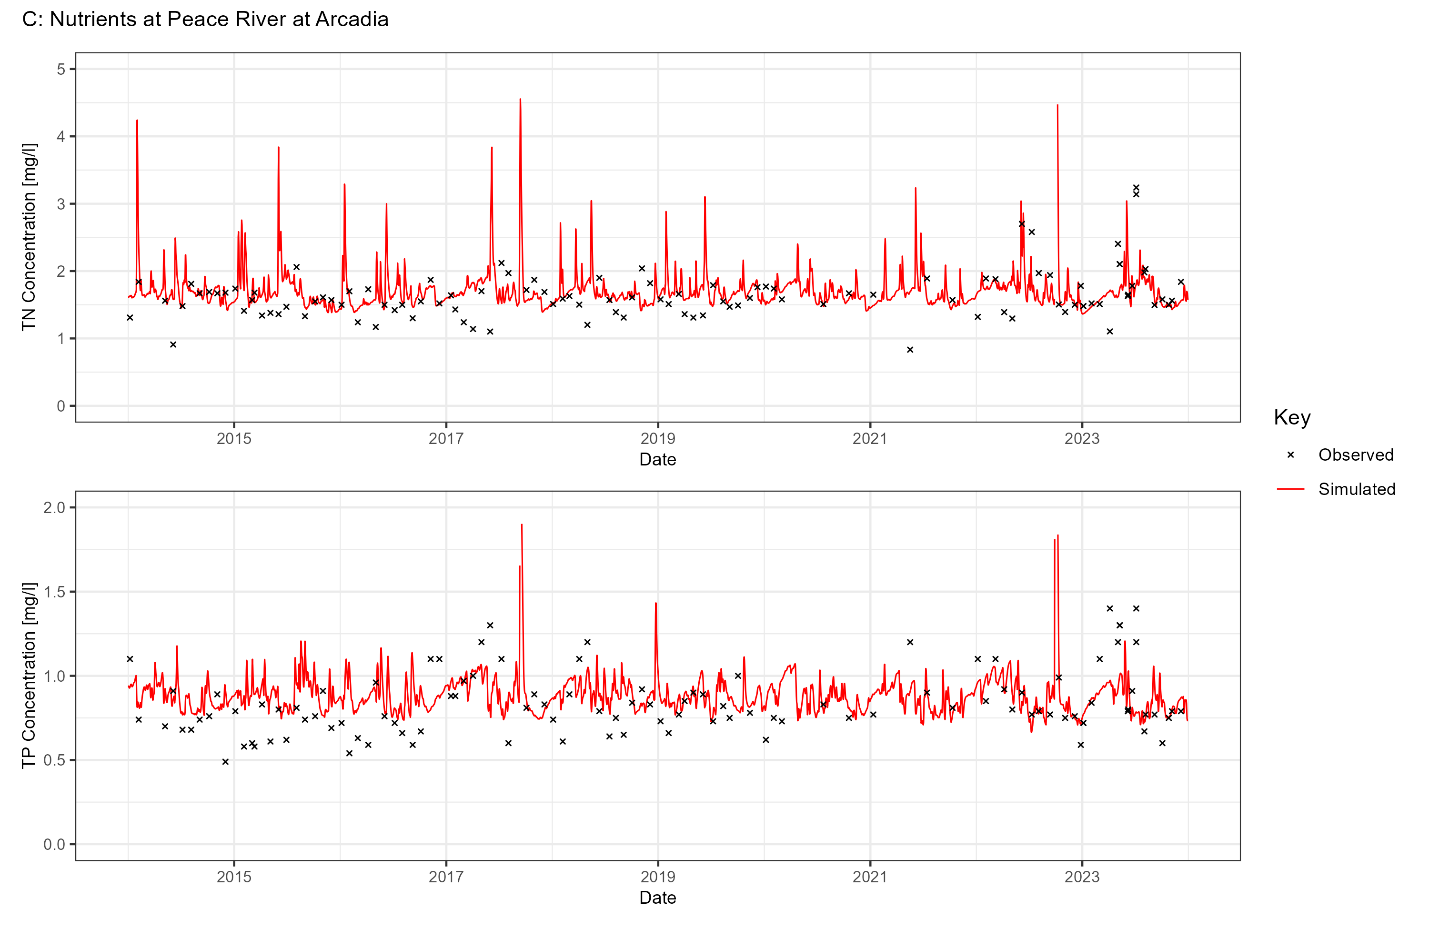 C: Nutrients at Peace River at Arcadia
TN Concentration [mg/l]
5
4
3
2
1
0
2015 2017 2019 2021 2023
Date
TP Concentration [mg/l]
2.0
1.5
1.0
0.5
0.0
2015 2017 2019 2021 2023
Date
Key
Observed
Simulated